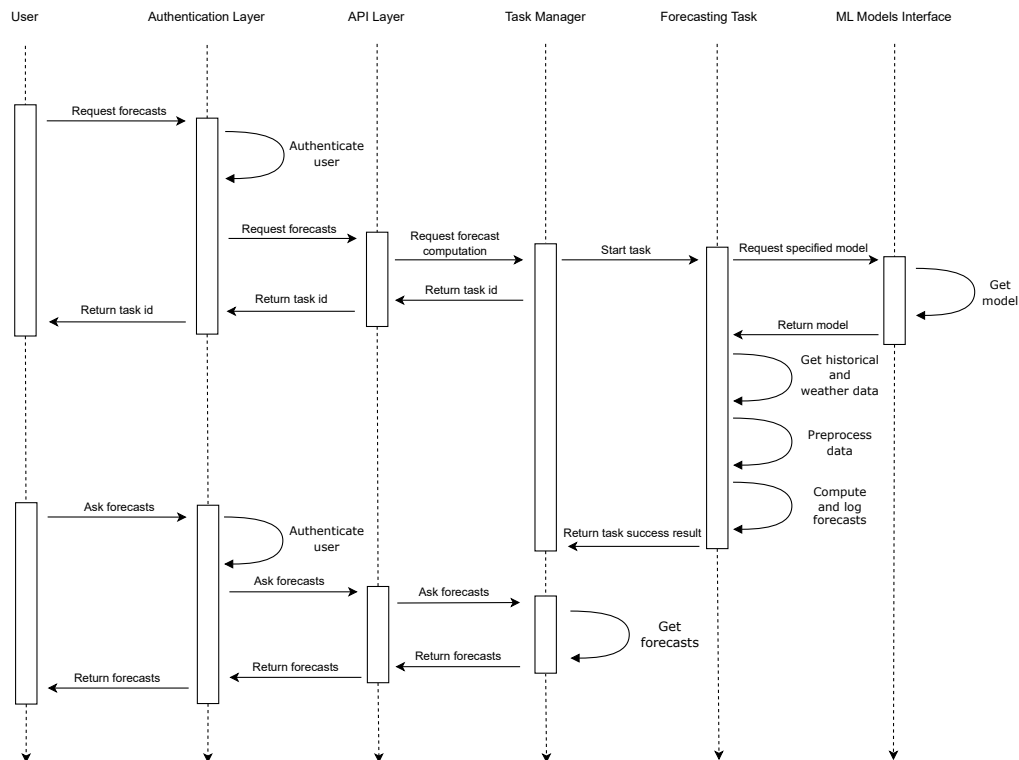 User
Authentication Layer
API Layer
Task Manager
Forecasting Task
ML Models Interface
Request forecasts
Authenticate
user
Request forecasts
Request forecast
computation
Start task
Request specified model
Get
model
Return task id
Return task id
Return task id
Return model
Get historical
and
weather data
Preprocess
data
Compute
and log
forecasts
Ask forecasts
Authenticate
user
Return task success result
Ask forecasts
Ask forecasts
Get
forecasts
Return forecasts
Return forecasts
Return forecasts